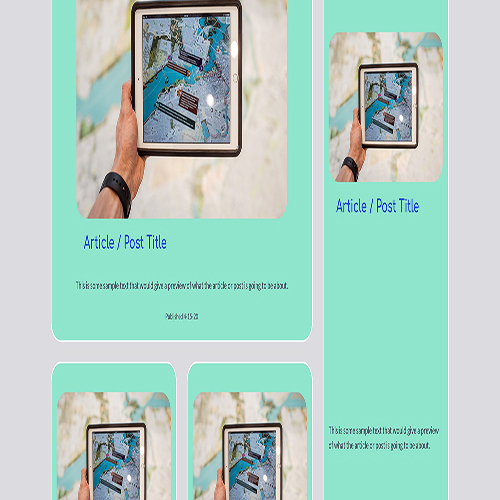 Article / Post Title
This is some sample text that would give a preview of what the article or post is going to be about.
Published 4-15-20
Article / Post Title
This is some sample text that would give a preview
of what the article or post is going to be about.